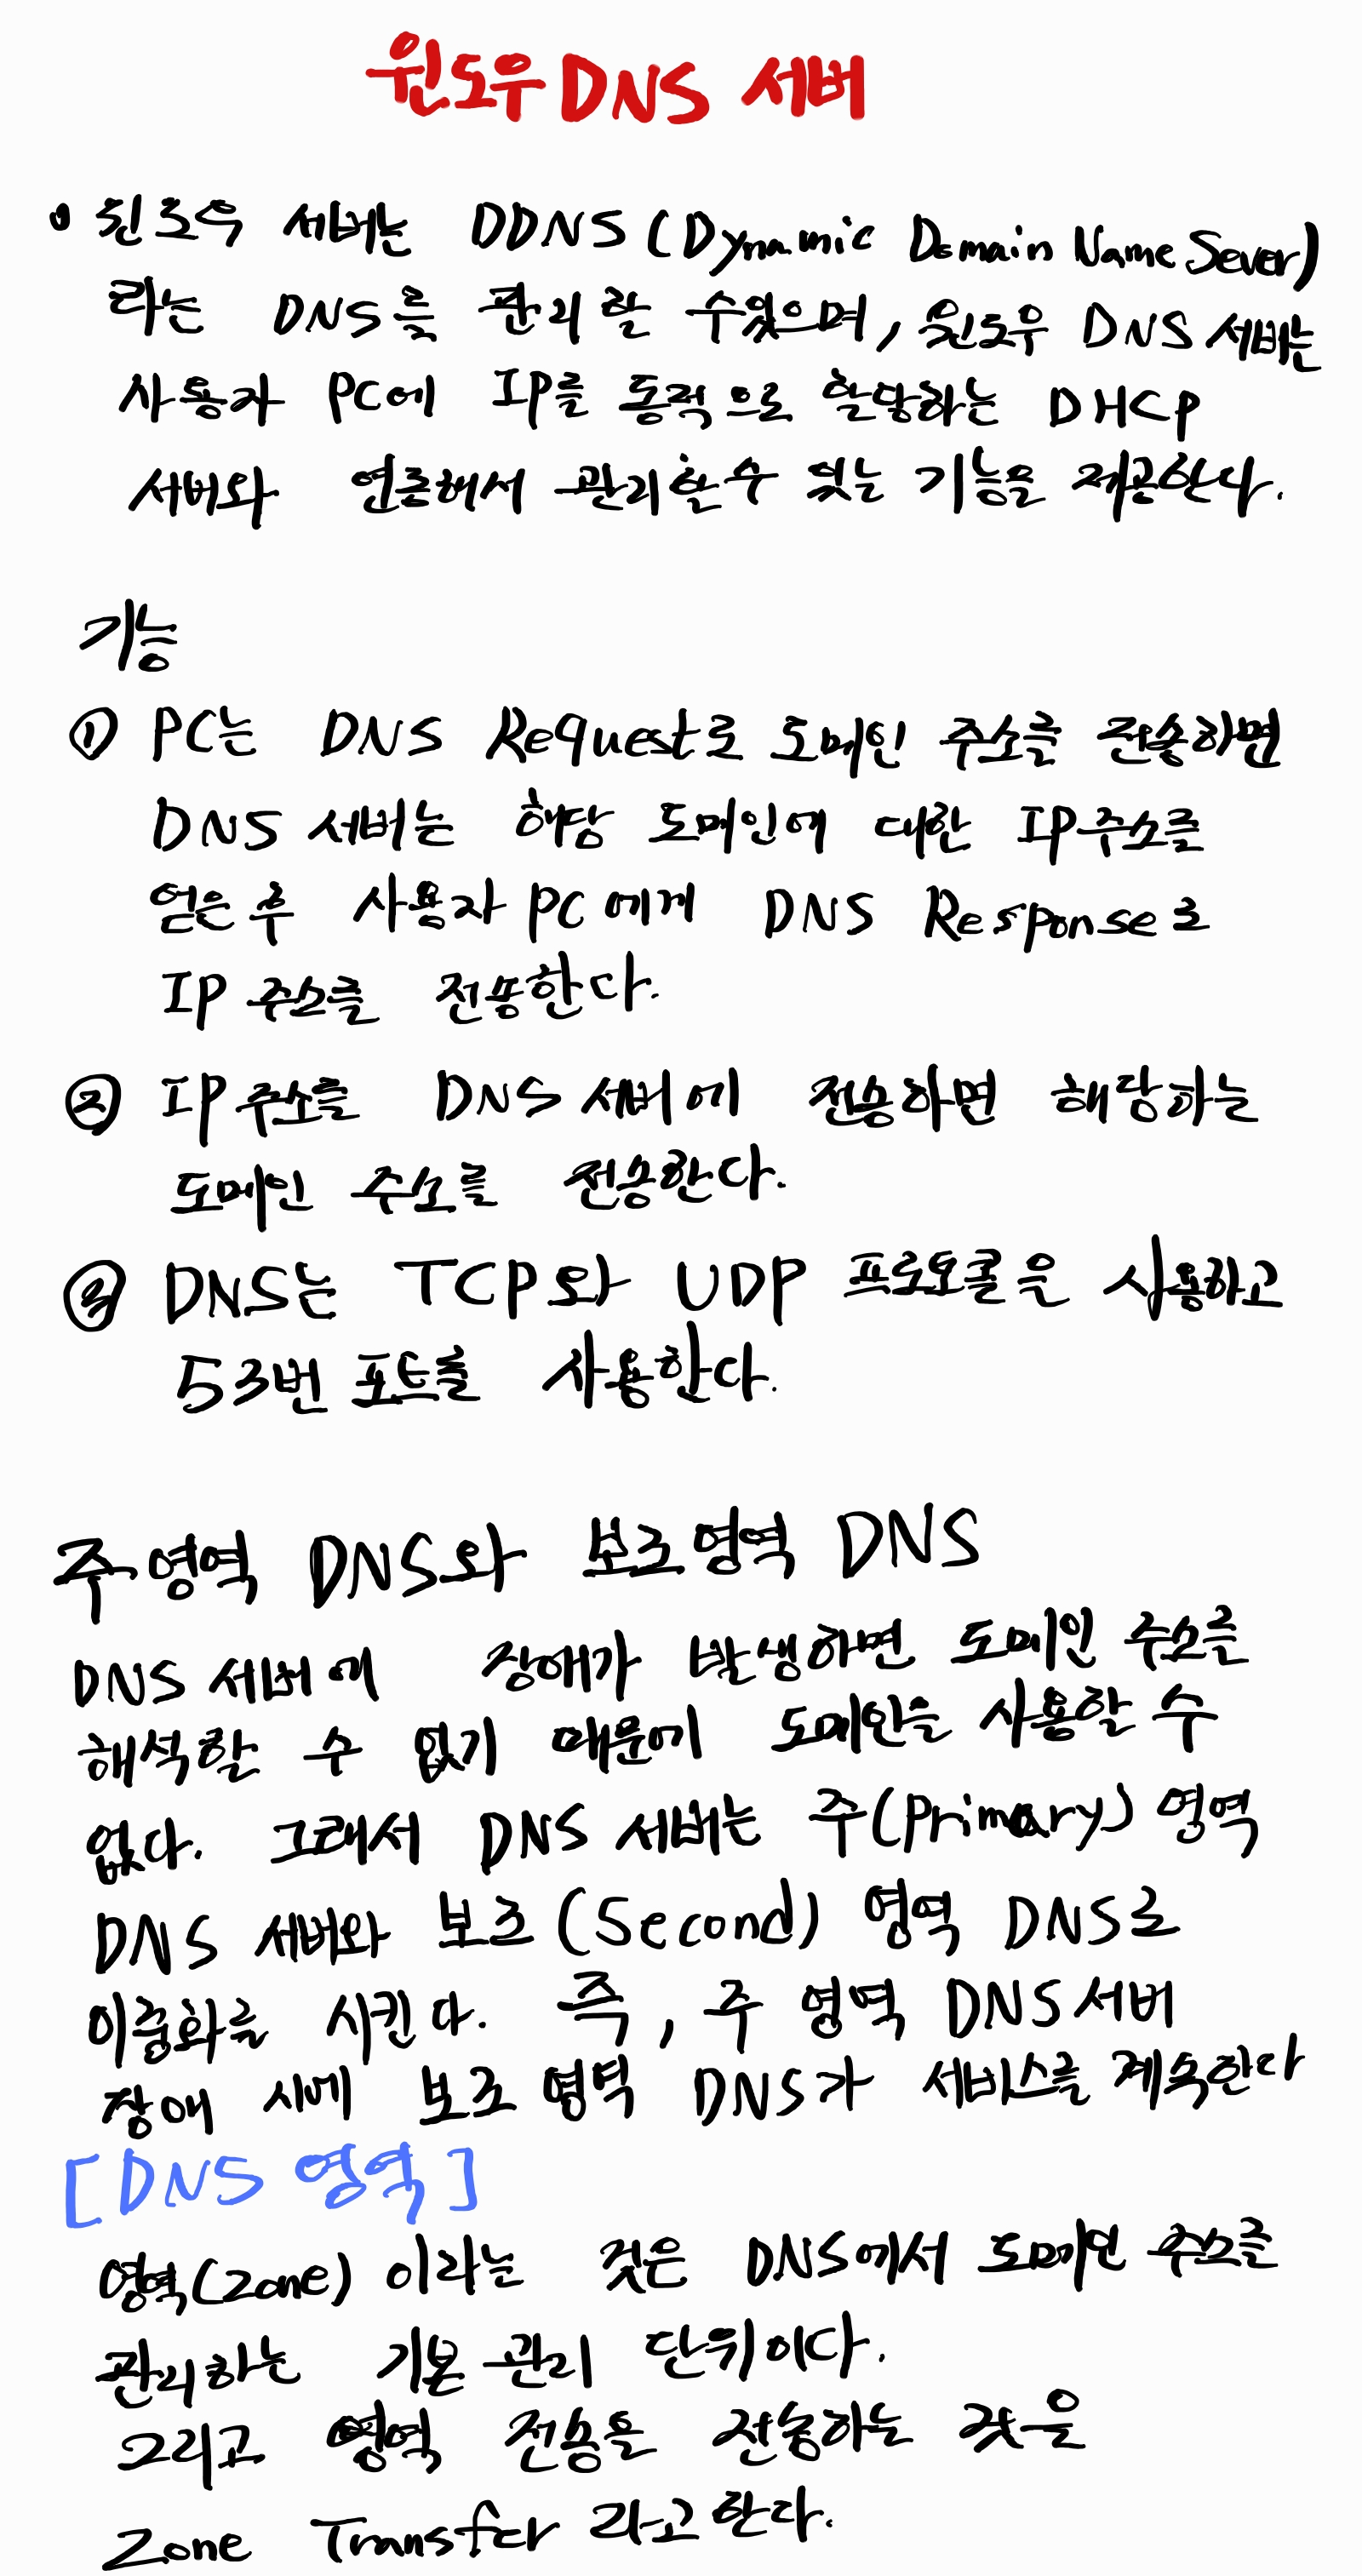 윈도우 DNS 서버
윈도우 서버는 DDNS (Dynamic Domain Name Sever)
라는 DNS를 관리할 수있으며, 윈도우 DNS 서버는
사용자 PC에 IP를 동적으로 할당하는 DHCP
서버와 연동해서 관리할수 있는 기능을 제공한다.
기능
① PC는 DNS Request로 도메인 주소를 전송하면
DNS 서버는 해당 도메인에 대한 IP주소를
얻은 후 사용자 PC에게 DNS Response로
IP 주소를 전송한다.
② IP 주소를 DNS 서버에 전송하면 해당하는
도메인 주소를 전송한다.
③ DNS는 TCP와 UDP 프로토콜을 사용하고
53번 포트를 사용한다.
주영역 DNS와 보조영역 DNS
DNS 서버에 장애가 발생하면 도메인 주소를
해석할 수 없기 때문에 도메인을 사용할 수
없다. 그래서 DNS 서버는 주(Primary) 영역
DNS 서버와 보조(Second) 영역 DNS로
이중화를 시킨다. 즉, 주 영역 DNS 서버
장애 시에 보조 영역 DNS가 서비스를 계속한다
[DNS 영역]
영역(Zone) 이라는 것은 DNS에서 도메인 주소를
관리하는 기본 관리 단위이다.
그리고 영역 전송을 전송하는 것을
Zone Transfer 라고 한다.